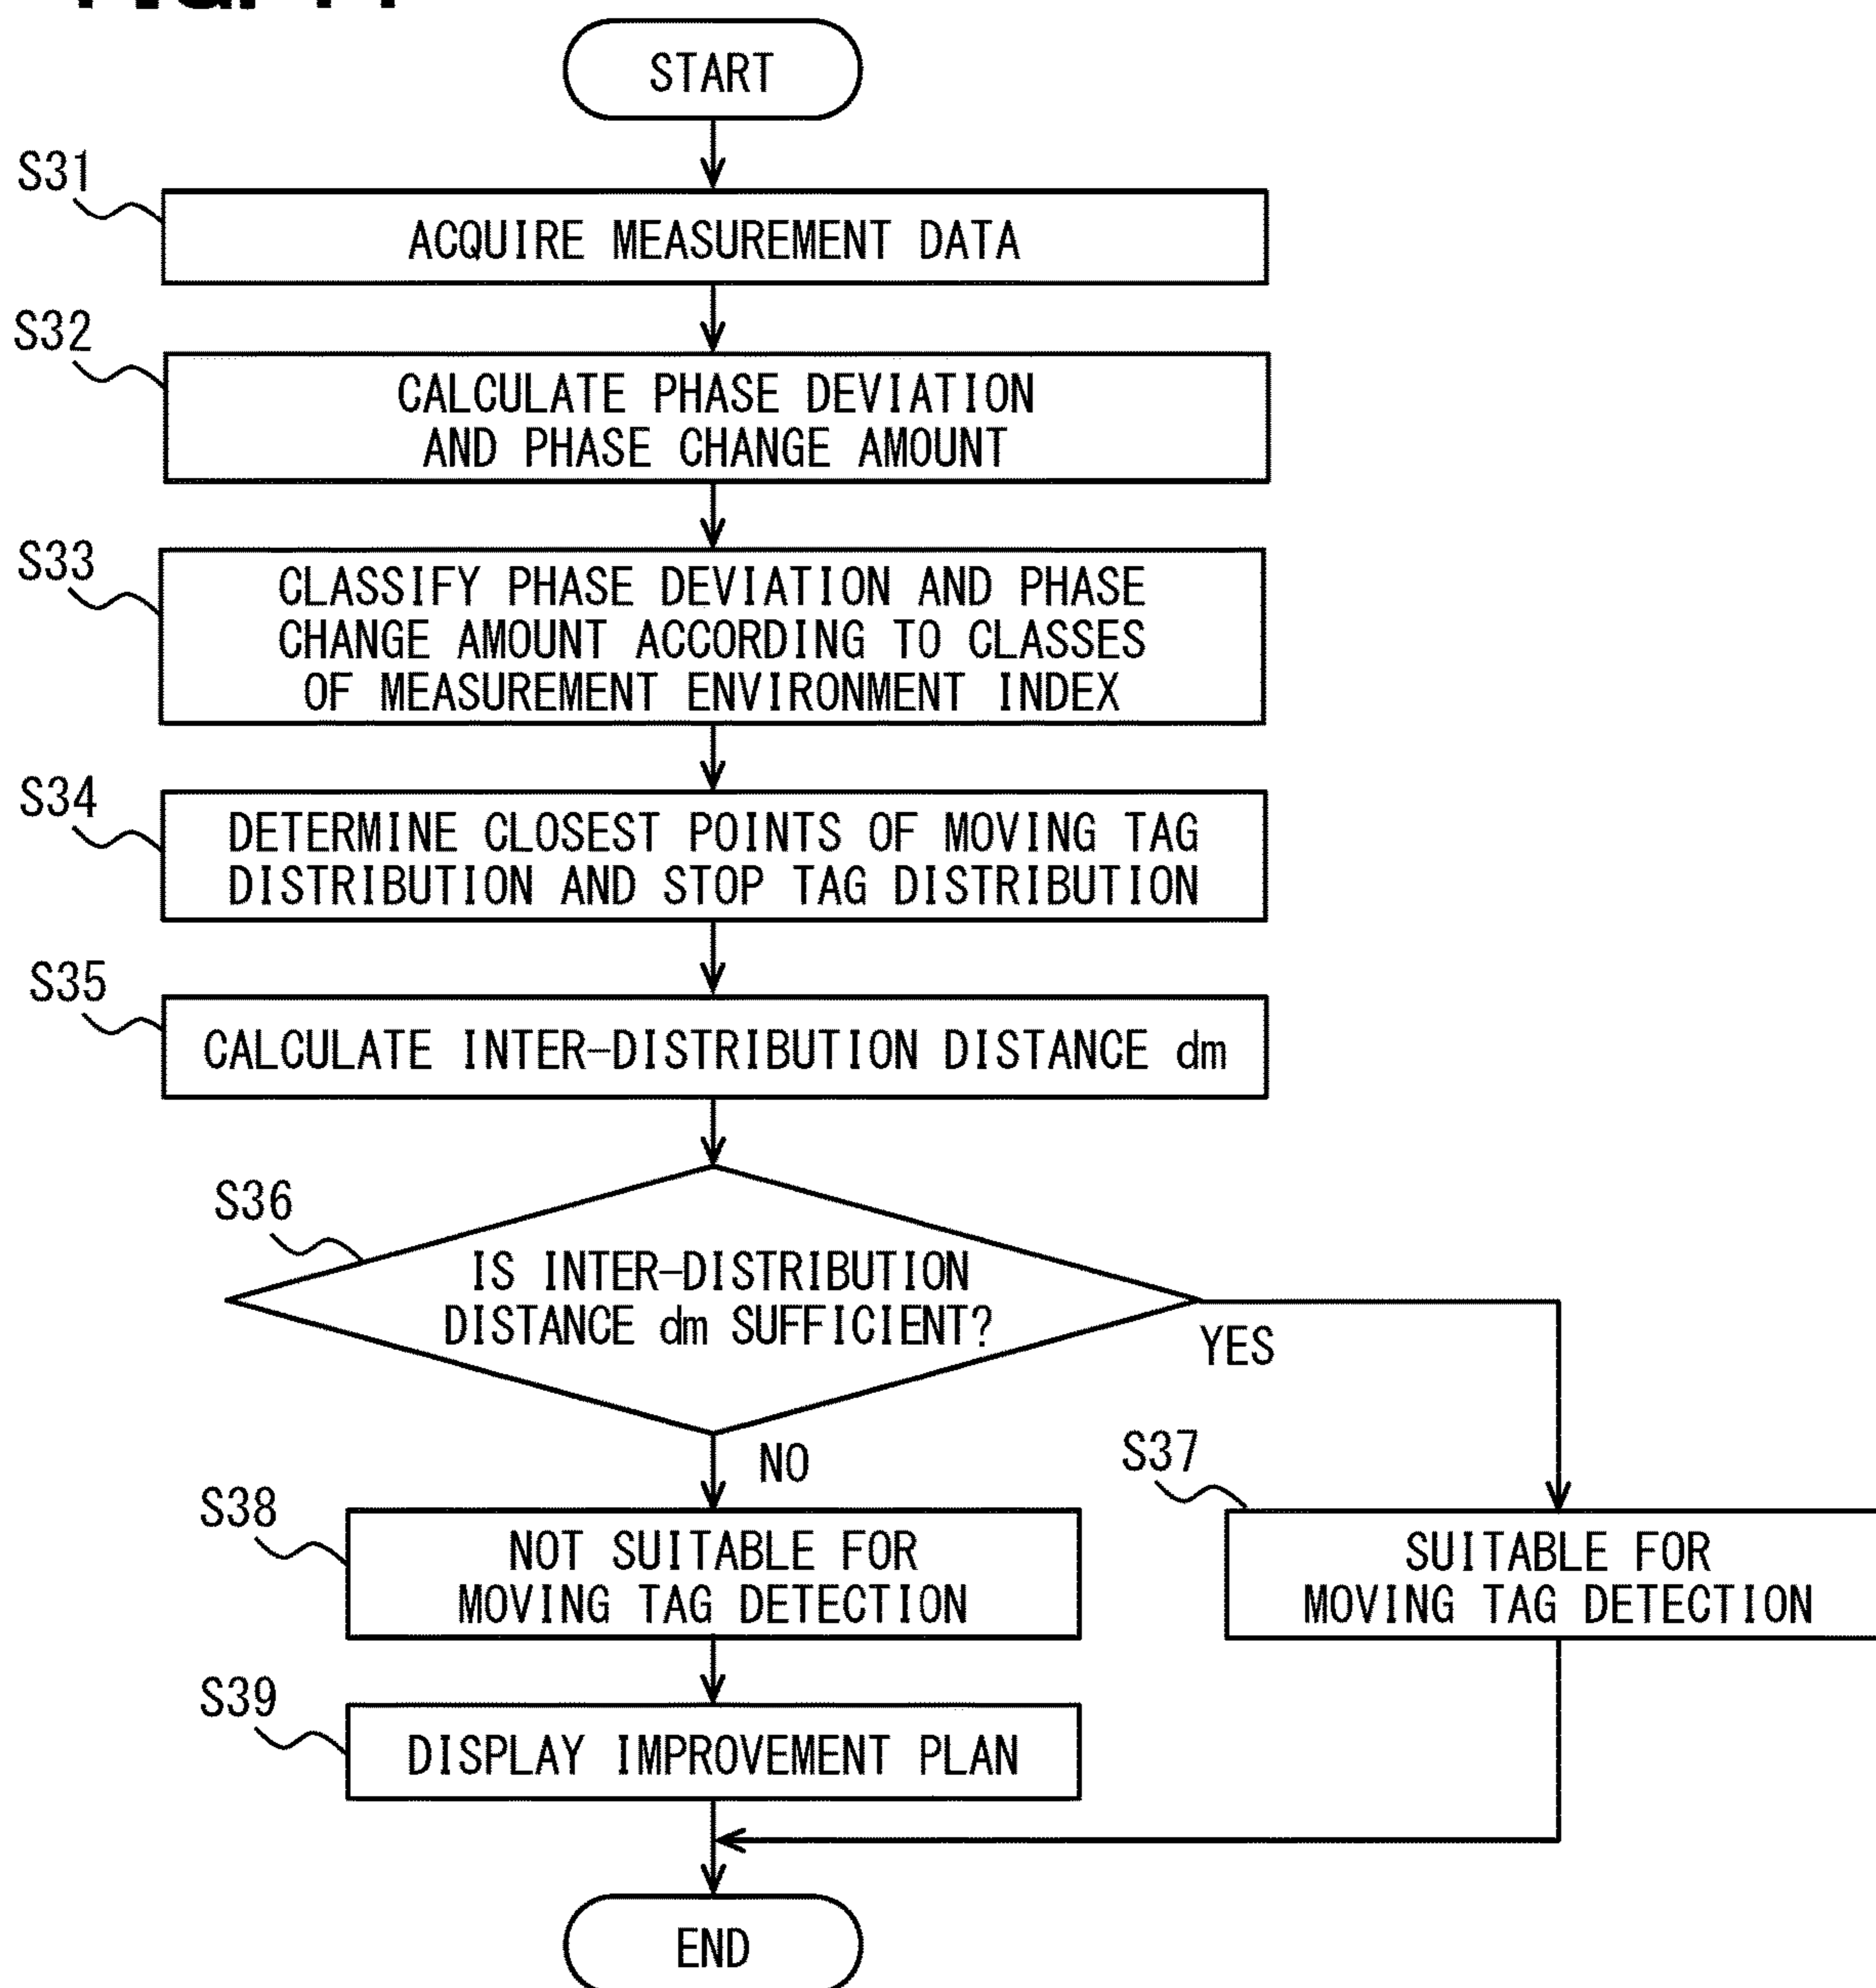 START
S31
ACQUIRE MEASUREMENT DATA
S32
CALCULATE PHASE DEVIATION
AND PHASE CHANGE AMOUNT
S33
CLASSIFY PHASE DEVIATION AND PHASE
CHANGE AMOUNT ACCORDING TO CLASSES
OF MEASUREMENT ENVIRONMENT INDEX
S34
DETERMINE CLOSEST POINTS OF MOVING TAG
DISTRIBUTION AND STOP TAG DISTRIBUTION
S35
CALCULATE INTER-DISTRIBUTION DISTANCE dm
S36
IS INTER-DISTRIBUTION
DISTANCE dm SUFFICIENT?
YES
NO
S37
SUITABLE FOR
MOVING TAG DETECTION
S38
NOT SUITABLE FOR
MOVING TAG DETECTION
S39
DISPLAY IMPROVEMENT PLAN
END